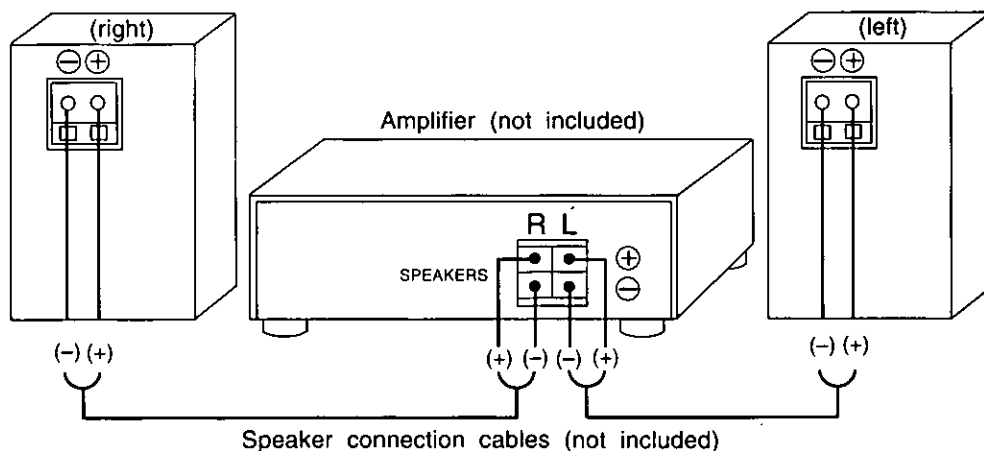 (right)
(left)
⊖ ⊕
⊖ ⊕
Amplifier (not included)
R L
SPEAKERS
⊕
⊖
(−) (+)
(+) (−) (−) (+)
(−) (+)
Speaker connection cables (not included)